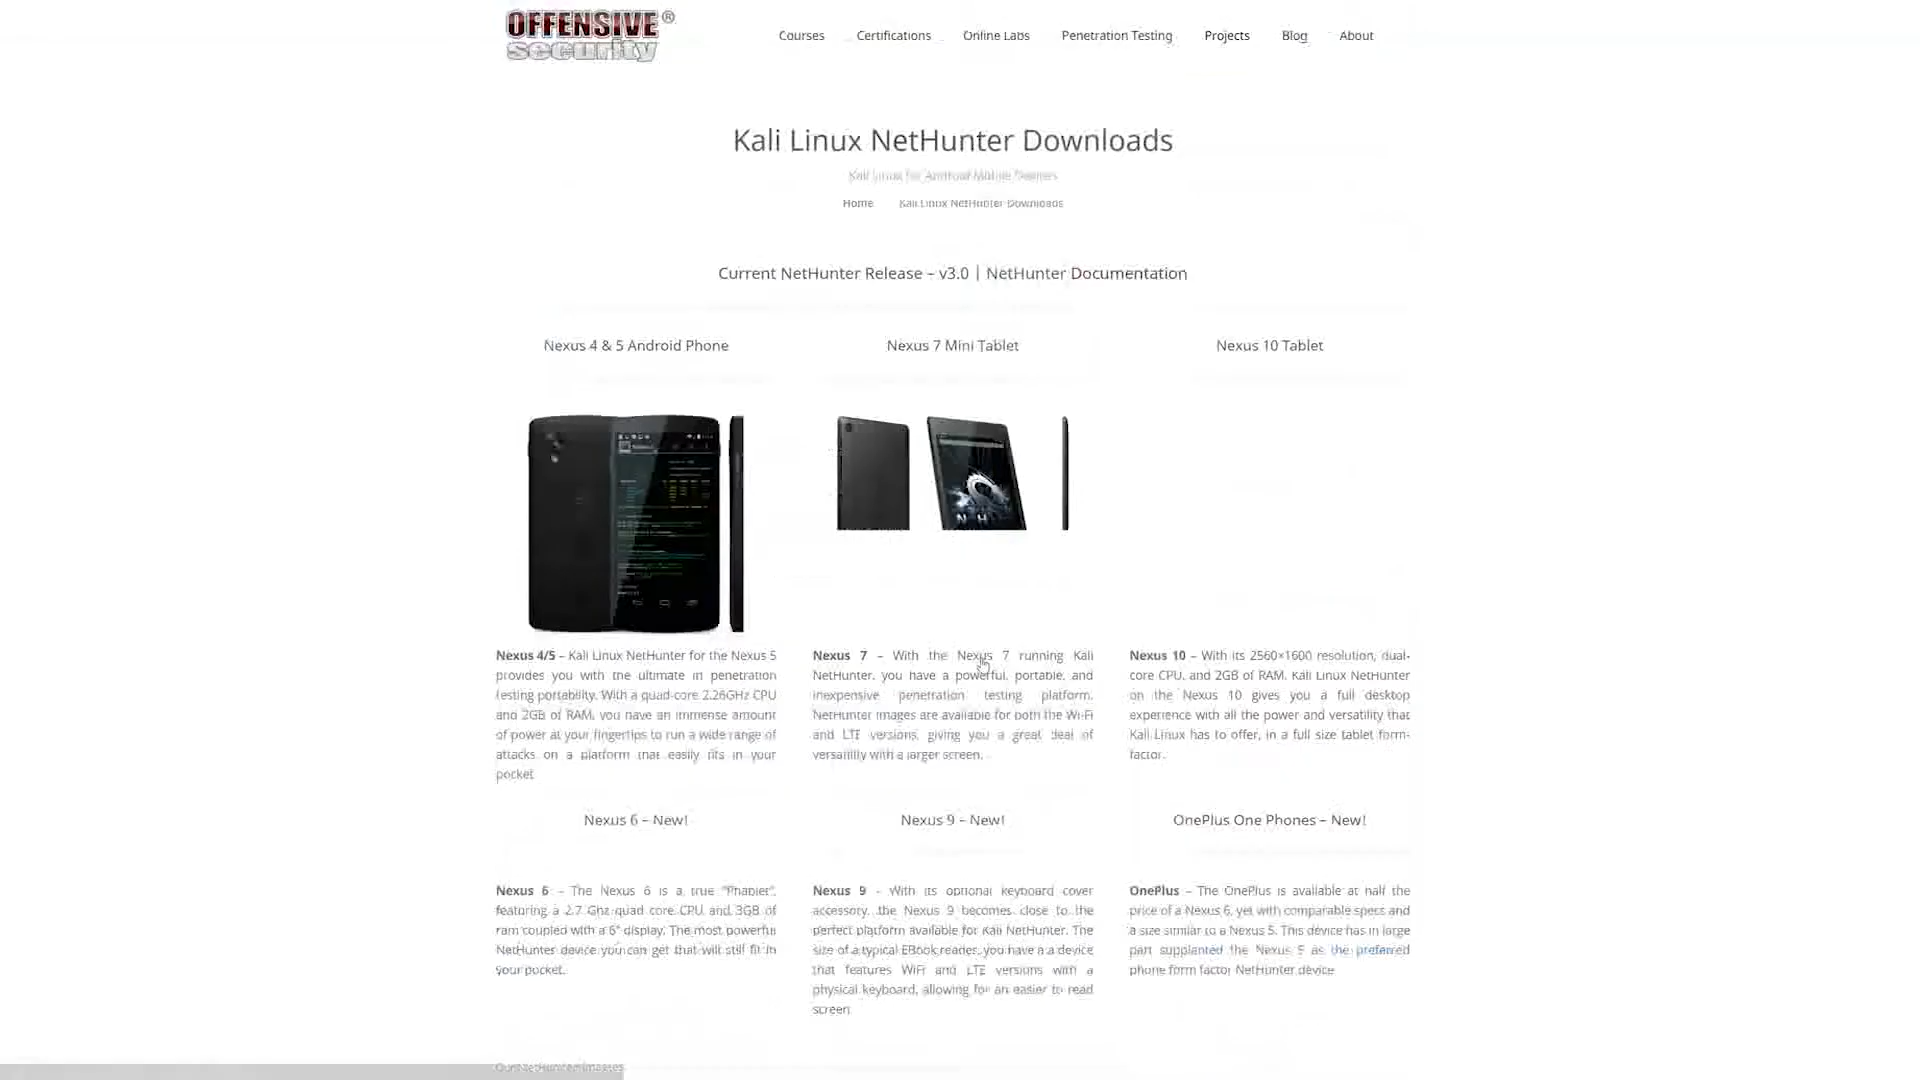 OFFENSIVE®
security
Courses Certifications Online Labs Penetration Testing Projects Blog About
Kali Linux NetHunter Downloads
Kali Linux for Android Mobile Devices
Home Kali Linux NetHunter Downloads
Current NetHunter Release – v3.0 | NetHunter Documentation
Nexus 4 & 5 Android Phone
Nexus 7 Mini Tablet
Nexus 10 Tablet
Nexus 4/5 – Kali Linux NetHunter for the Nexus 5
provides you with the ultimate in penetration
testing portability. With a quad-core 2.26GHz CPU
and 2GB of RAM, you have an immense amount
of power at your fingertips to run a wide range of
attacks on a platform that easily fits in your
pocket.
Nexus 7 – With the Nexus 7 running Kali
NetHunter, you have a powerful, portable, and
inexpensive penetration testing platform.
NetHunter images are available for both the Wi-Fi
and LTE versions, giving you a great deal of
versatility with a larger screen.
Nexus 10 – With its 2560×1600 resolution, dual-
core CPU, and 2GB of RAM, Kali Linux NetHunter
on the Nexus 10 gives you a full desktop
experience with all the power and versatility that
Kali Linux has to offer, in a full size tablet form-
factor.
Nexus 6 – New!
Nexus 9 – New!
OnePlus One Phones – New!
Nexus 6 – The Nexus 6 is a true "Phablet",
featuring a 2.7 Ghz quad core CPU and 3GB of
ram coupled with a 6" display. The most powerful
NetHunter device you can get that will still fit in
your pocket.
Nexus 9 - With its optional keyboard cover
accessory, the Nexus 9 becomes close to the
perfect platform available for Kali NetHunter. The
size of a typical EBook reader, you have a a device
that features WiFi and LTE versions with a
physical keyboard, allowing for an easier to read
screen.
OnePlus – The OnePlus is available at half the
price of a Nexus 6, yet with comparable specs and
a size similar to a Nexus 5. This device has in large
part supplanted the Nexus 5 as the preferred
phone form factor NetHunter device
Our NetHunter Images